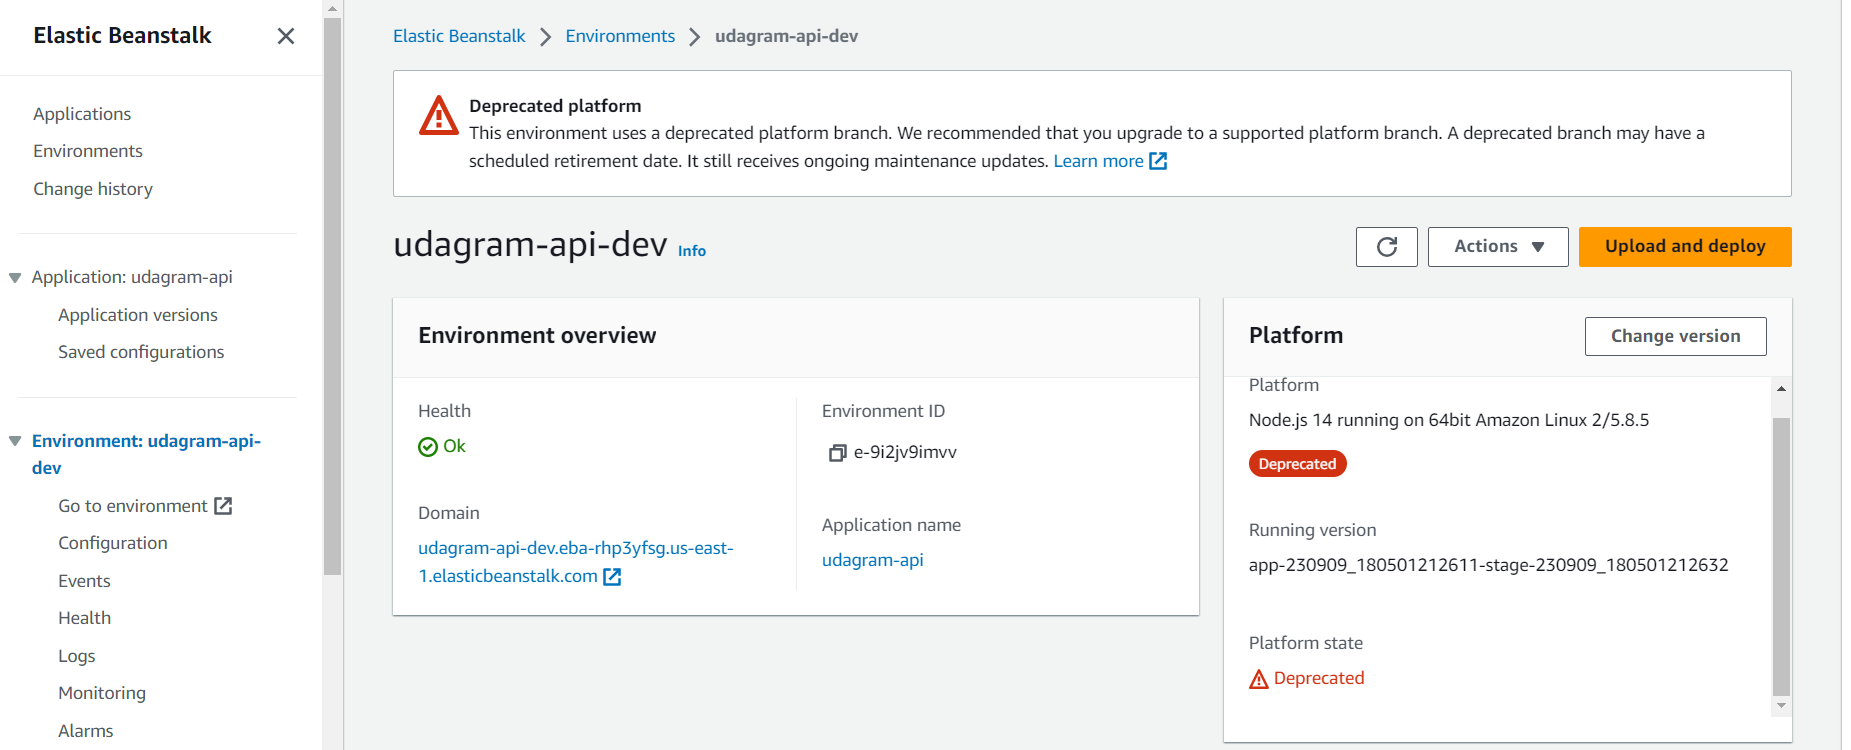 Elastic Beanstalk
Applications
Environments
Change history
Application: udagram-api
Application versions
Saved configurations
Environment: udagram-api-
dev
Go to environment
Configuration
Events
Health
Logs
Monitoring
Alarms
Elastic Beanstalk
Environments
udagram-api-dev
Deprecated platform
This environment uses a deprecated platform branch. We recommended that you upgrade to a supported platform branch. A deprecated branch may have a
scheduled retirement date. It still receives ongoing maintenance updates. Learn more
udagram-api-dev Info
Actions
Upload and deploy
Environment overview
Health
Ok
Domain
udagram-api-dev.eba-rhp3yfsg.us-east-
1.elasticbeanstalk.com
Environment ID
e-9i2jv9imvv
Application name
udagram-api
Platform
Change version
Platform
Node.js 14 running on 64bit Amazon Linux 2/5.8.5
Deprecated
Running version
app-230909_180501212611-stage-230909_180501212632
Platform state
Deprecated